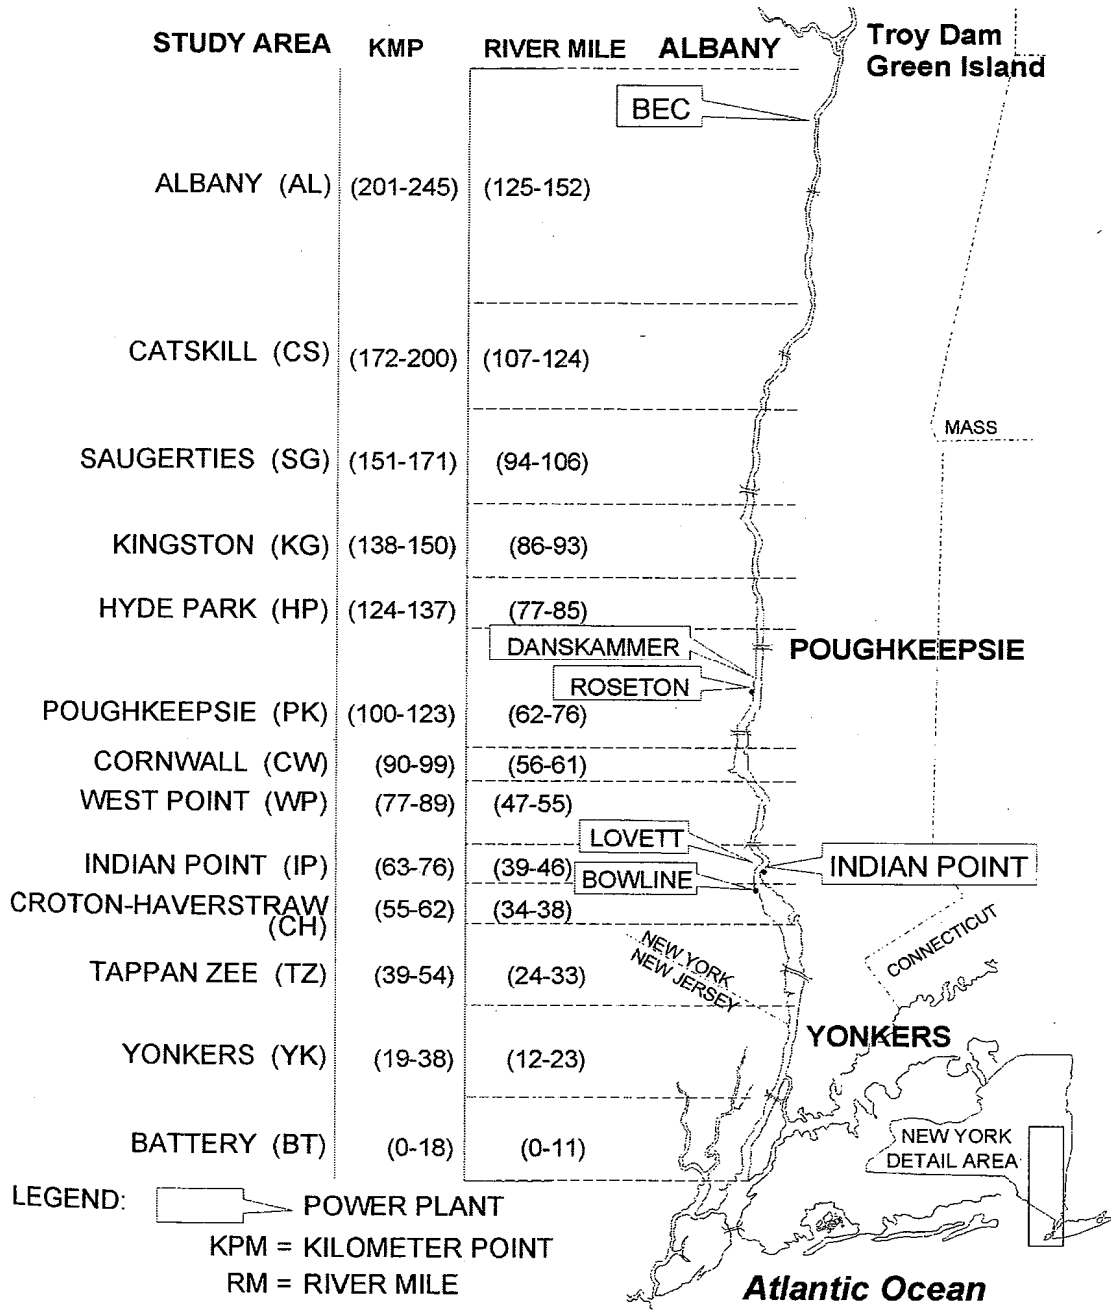 STUDY AREA KMP RIVER MILE ALBANY
Troy Dam
Green Island
BEC
ALBANY (AL) (201-245) (125-152)
CATSKILL (CS) (172-200) (107-124)
MASS
SAUGERTIES (SG) (151-171) (94-106)
KINGSTON (KG) (138-150) (86-93)
HYDE PARK (HP) (124-137) (77-85)
DANSKAMMER
POUGHKEEPSIE
ROSETON
POUGHKEEPSIE (PK) (100-123) (62-76)
CORNWALL (CW) (90-99) (56-61)
WEST POINT (WP) (77-89) (47-55)
LOVETT
INDIAN POINT (IP) (63-76) (39-46)
INDIAN POINT
BOWLINE
CROTON-HAVERSTRAW
(CH) (55-62) (34-38)
NEW YORK
NEW JERSEY
CONNECTICUT
TAPPAN ZEE (TZ) (39-54) (24-33)
YONKERS
YONKERS (YK) (19-38) (12-23)
BATTERY (BT) (0-18) (0-11)
NEW YORK
DETAIL AREA
LEGEND: POWER PLANT
KPM = KILOMETER POINT
RM = RIVER MILE
Atlantic Ocean